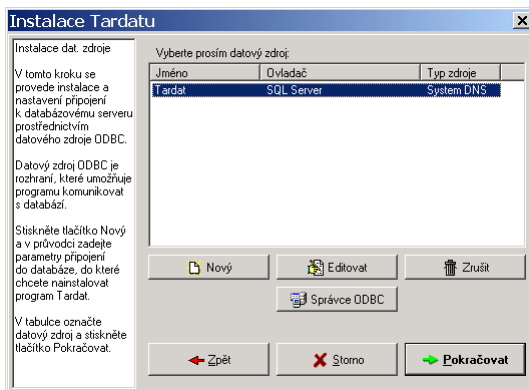 Instalace Tardatu
Instalace dat. zdroje
V tomto kroku se
provede instalace a
nastavení připojení
k databázovému serveru
prostřednictvím
datového zdroje ODBC.
Datový zdroj ODBC je
rozhraní, které umožňuje
programu komunikovat
s databází.
Stiskněte tlačítko Nový
a v průvodci zadejte
parametry připojení
do databáze, do které
chcete nainstalovat
program Tardat.
V tabulce označte
datový zdroj a stiskněte
tlačítko Pokračovat.
Vyberte prosím datový zdroj:
Jméno Ovladač Typ zdroje
Tardat SQL Server System DNS
Nový Editovat Zrušit
Správce ODBC
Zpět Storno Pokračovat